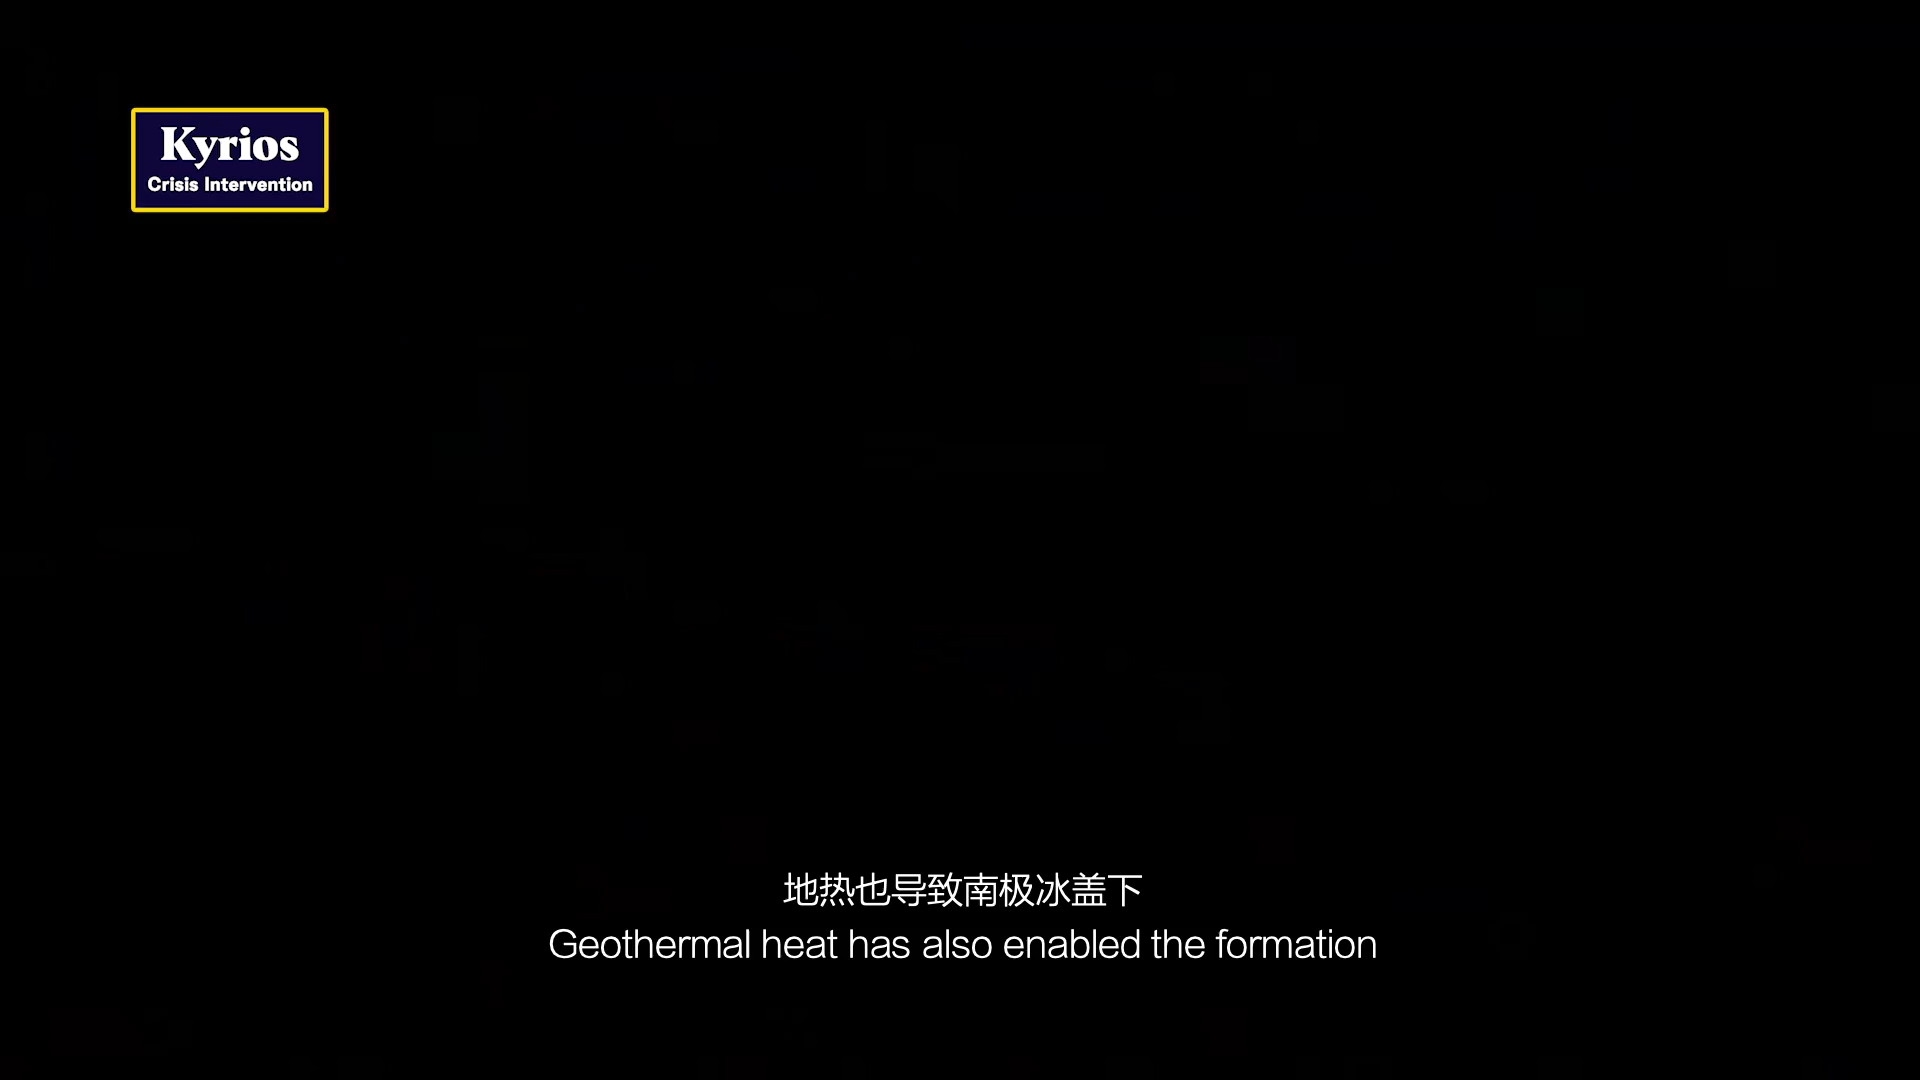 Kyrios
Crisis Intervention
地热也导致南极冰盖下
Geothermal heat has also enabled the formation